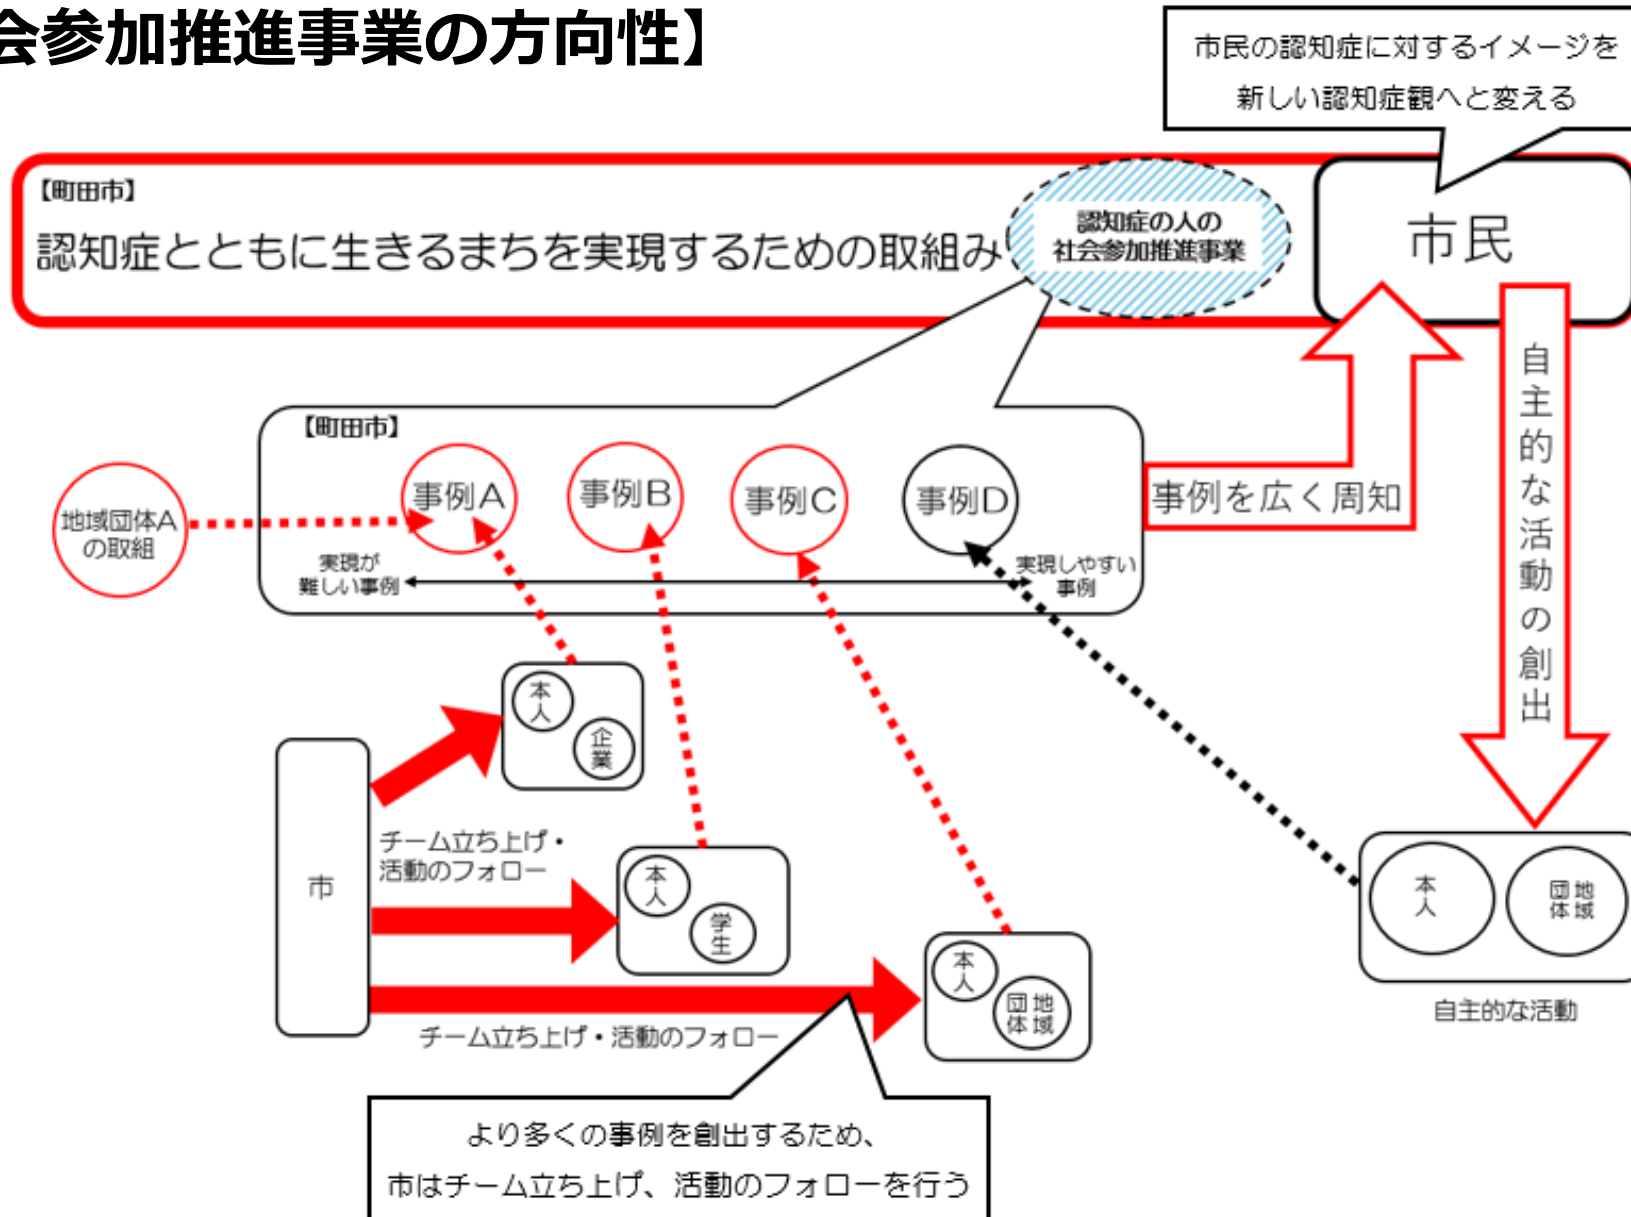 会参加推進事業の方向性】
市民の認知症に対するイメージを
新しい認知症観へと変える
【町田市】
認知症とともに生きるまちを実現するための取組み
認知症の人の
社会参加推進事業
市民
【町田市】
地域団体A
の取組
事例A
事例B
事例C
事例D
実現が
難しい事例
実現しやすい
事例
事例を広く周知
自主的な活動の創出
本人
企業
市
チーム立ち上げ・
活動のフォロー
本人
学生
本人
地域
団体
チーム立ち上げ・活動のフォロー
本人
地域
団体
自主的な活動
より多くの事例を創出するため、
市はチーム立ち上げ、活動のフォローを行う